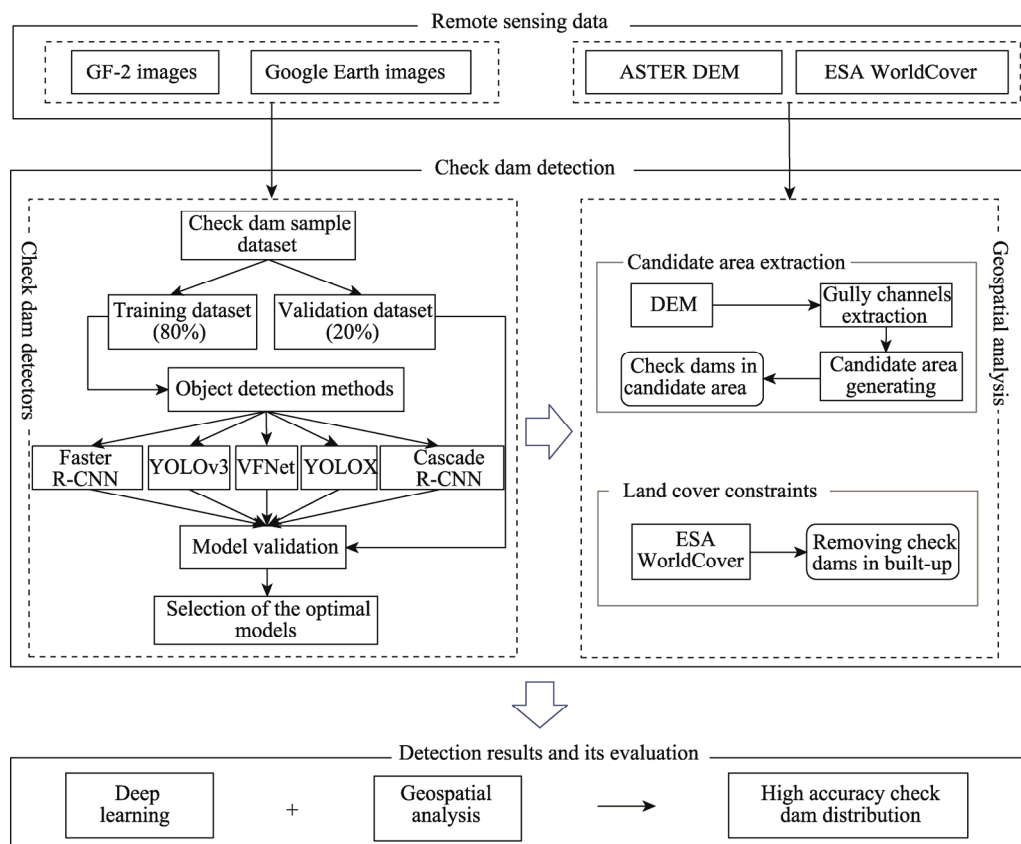 Remote sensing data
GF-2 images
Google Earth images
ASTER DEM
ESA WorldCover
Check dam detection
Check dam detectors
Check dam sample
dataset
Training dataset
(80%)
Validation dataset
(20%)
Object detection methods
Faster
R-CNN
YOLOv3
VFNet
YOLOX
Cascade
R-CNN
Model validation
Selection of the optimal
models
Geospatial analysis
Candidate area extraction
DEM
Gully channels
extraction
Check dams in
candidate area
Candidate area
generating
Land cover constraints
ESA
WorldCover
Removing check
dams in built-up
Detection results and its evaluation
Deep
learning
+
Geospatial
analysis
High accuracy check
dam distribution